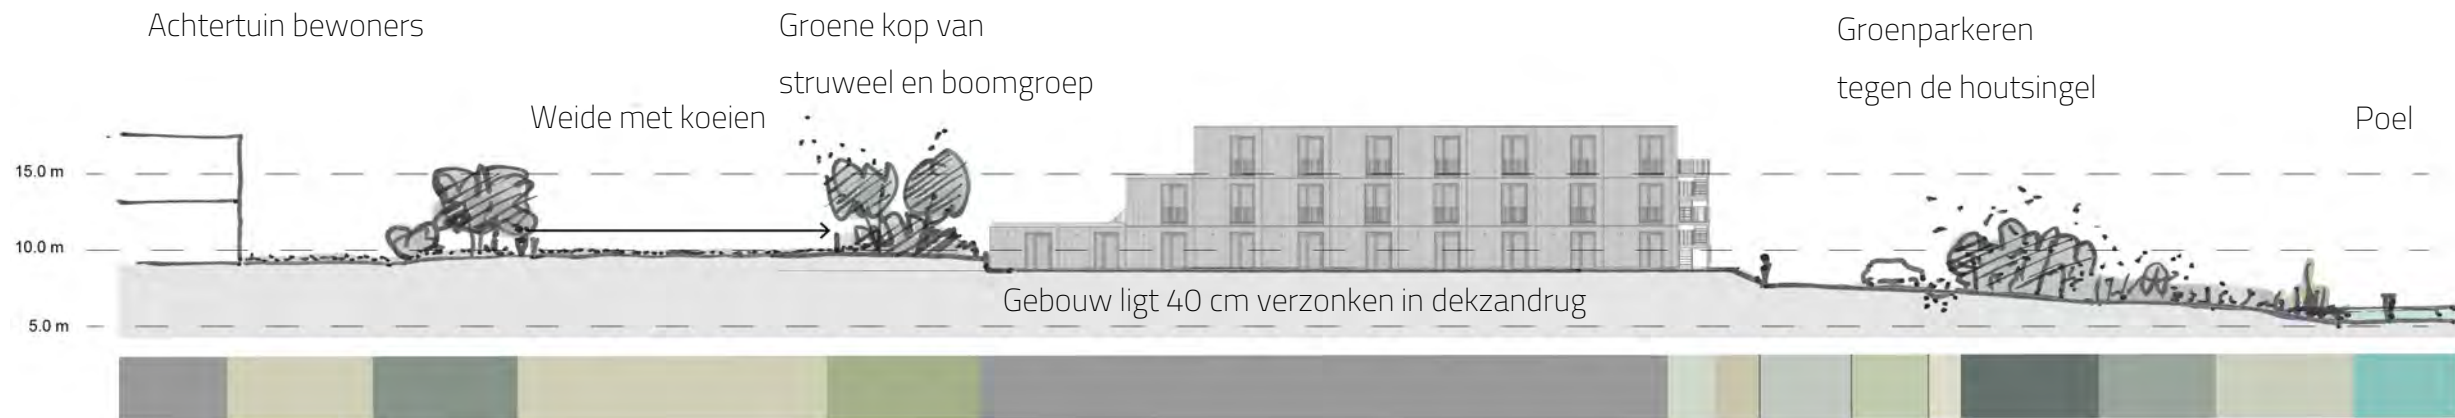 Achtertuin bewoners
Groene kop van
struweel en boomgroep
Weide met koeien
Groenparkeren
tegen de houtsingel
Poel
15.0 m
10.0 m
5.0 m
Gebouw ligt 40 cm verzonken in dekzandrug